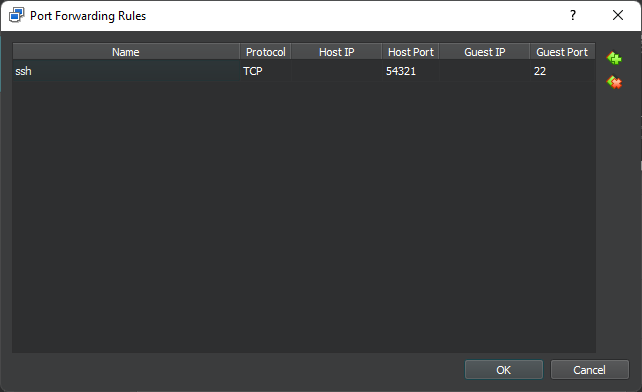 Port Forwarding Rules ?
Name Protocol Host IP Host Port Guest IP Guest Port
ssh TCP 54321 22
OK Cancel